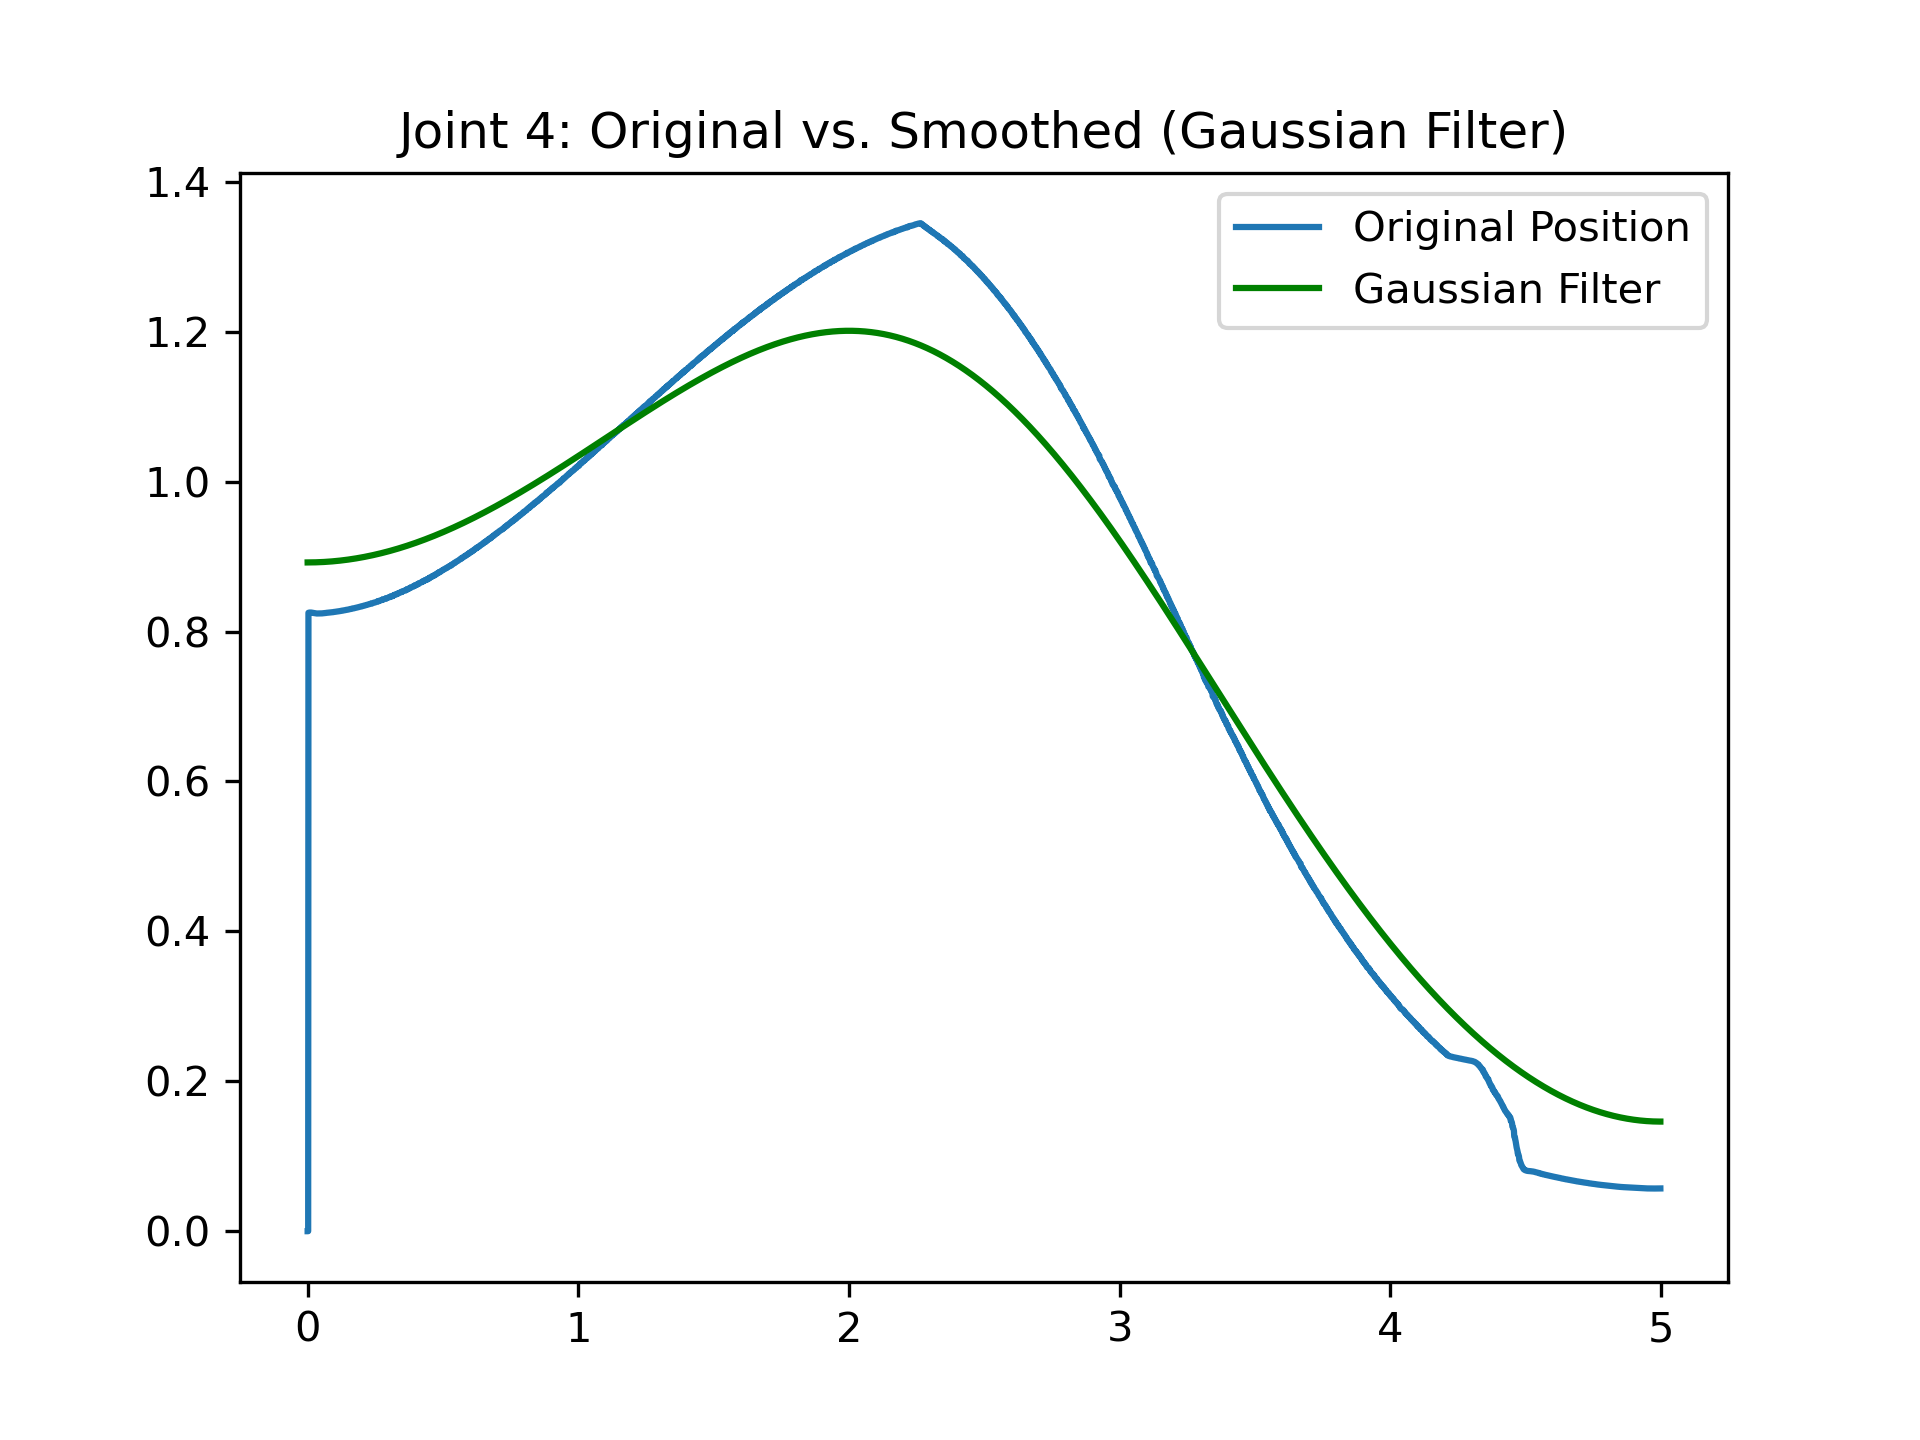 Joint 4: Original vs. Smoothed (Gaussian Filter)
1.4
1.2
1.0
0.8
0.6
0.4
0.2
0.0
Original Position
Gaussian Filter
0 1 2 3 4 5